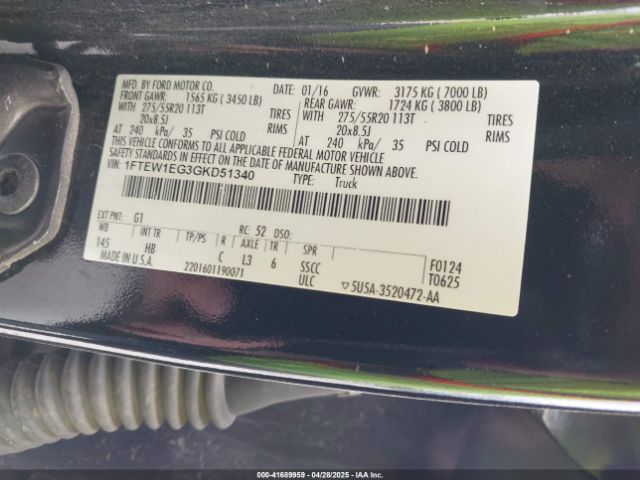 MFD. BY FORD MOTOR CO.
DATE: 01/16 GVWR: 3175 KG ( 7000 LB)
FRONT GAWR: 1565 KG ( 3450 LB) REAR GAWR: 1724 KG ( 3800 LB)
WITH 275/55R20 113T TIRES WITH 275/55R20 113T TIRES
20x8.5J RIMS 20x8.5J RIMS
AT 240 kPa/ 35 PSI COLD AT 240 kPa/ 35 PSI COLD
THIS VEHICLE CONFORMS TO ALL APPLICABLE FEDERAL MOTOR VEHICLE
SAFETY AND THEFT PREVENTION STANDARDS IN EFFECT ON THE DATE OF MANUFACTURE SHOWN ABOVE.
VIN: 1FTEW1EG3GKD51340
TYPE: Truck
EXT PNT: G1 RC: 52 DSO:
WB INT TR TP/PS R AXLE TR SPR
145 HB C L3 6 SSCC F0124
MADE IN U.S.A. 2201601190071 ULC T0625
▽5U5A-3520472-AA
000-41689959 | 04/28/2025 - IAAI.COM